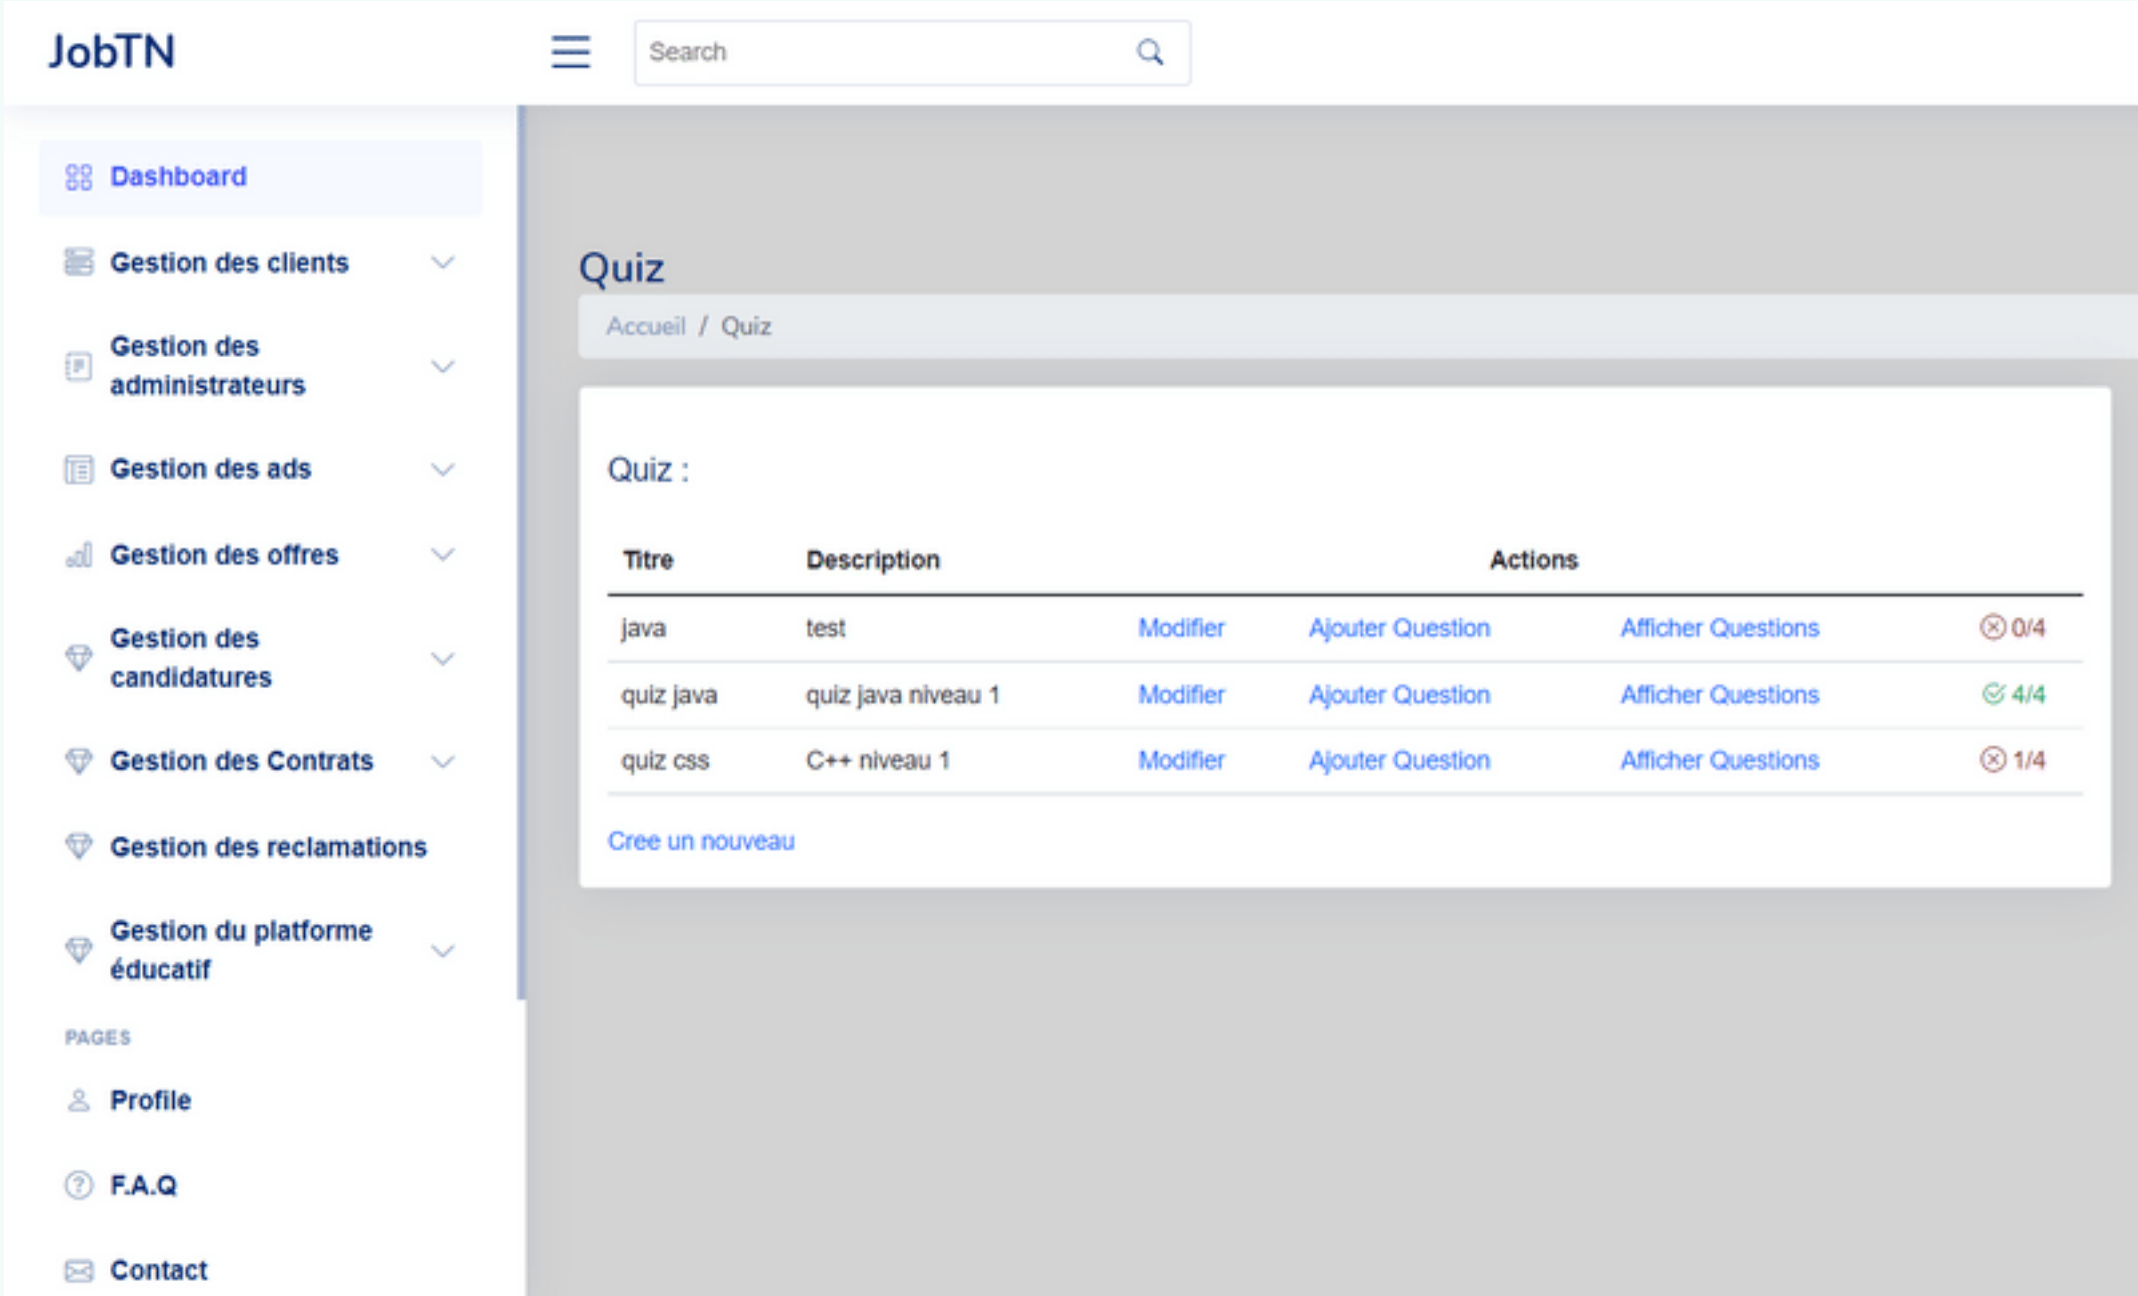 JobTN
Search
Dashboard
Gestion des clients
Gestion des
administrateurs
Gestion des ads
Gestion des offres
Gestion des
candidatures
Gestion des Contrats
Gestion des reclamations
Gestion du platforme
éducatif
PAGES
Profile
F.A.Q
Contact
Quiz
Accueil / Quiz
Quiz :
Titre Description Actions
java test Modifier Ajouter Question Afficher Questions 0/4
quiz java quiz java niveau 1 Modifier Ajouter Question Afficher Questions 4/4
quiz css C++ niveau 1 Modifier Ajouter Question Afficher Questions 1/4
Cree un nouveau